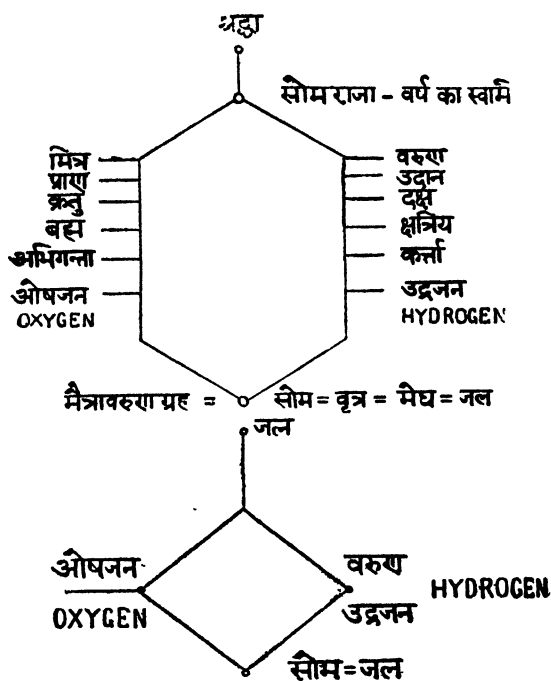 श्रद्धा
सोम राजा - वर्ष का स्वामी
मित्र वरुण
प्राण उदान
क्रतु दक्ष
ब्रह्म क्षत्रिय
अभिगन्ता कर्त्ता
ओषजन उद्रजन
OXYGEN HYDROGEN
मैत्रावरुण ग्रह = सोम = वृत्र = मेघ = जल
जल
ओषजन वरुण
OXYGEN उद्रजन HYDROGEN
सोम = जल